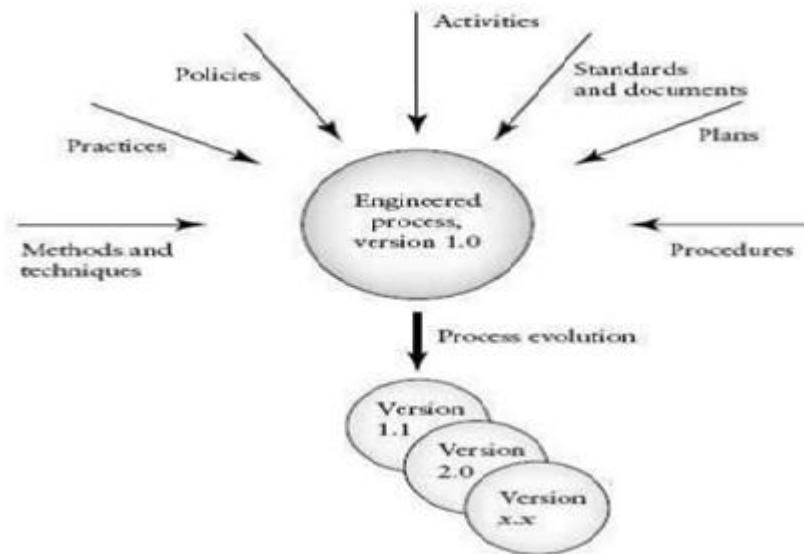 Activities
Policies
Standards
and documents
Practices
Plans
Engineered
process,
version 1.0
Methods and
techniques
Procedures
Process evolution
Version
1.1
Version
2.0
Version
x.x